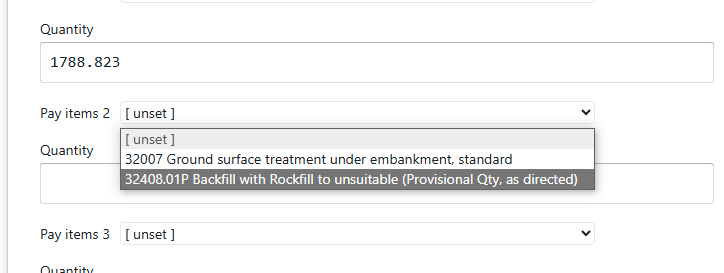 Quantity
1788.823
Pay items 2 [ unset ]
[ unset ]
Quantity
32007 Ground surface treatment under embankment, standard
32408.01P Backfill with Rockfill to unsuitable (Provisional Qty, as directed)
Pay items 3 [ unset ]
Quantity